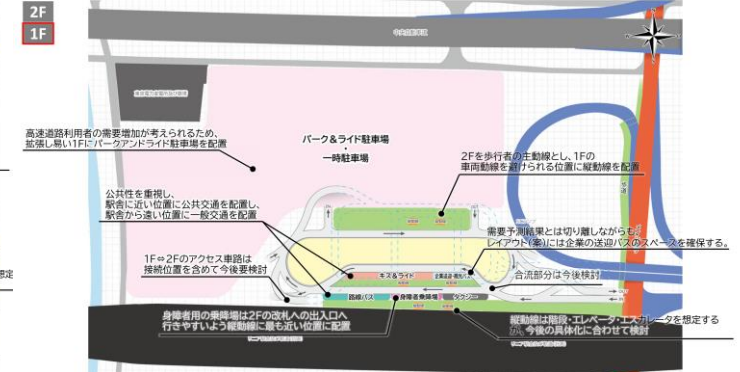 2F
1F
中央自動車道
高速道路利用者の需要増加が考えられるため、
拡張し易い1Fにパークアンドライド駐車場を配置
パーク&ライド駐車場
・
一時駐車場
2Fを歩行者の主動線とし、1Fの
車両動線を避けられる位置に縦動線を配置
公共性を重視し、
駅舎に近い位置に公共交通を配置し、
駅舎から遠い位置に一般交通を配置
需要予測結果とは切り離しながらも、
レイアウト(案)には企業の送迎バスのスペースを確保する。
1F⇔2Fのアクセス車路は
接続位置を含めて今後要検討
キス&ライド
合流部分は今後検討
路線バス
身障者乗降場
タクシー
身障者用の乗降場は2Fの改札への出入口へ
行きやすいよう縦動線に最も近い位置に配置
縦動線は階段・エレベータ・エスカレータを想定する
が、今後の具体化に合わせて検討
歩道